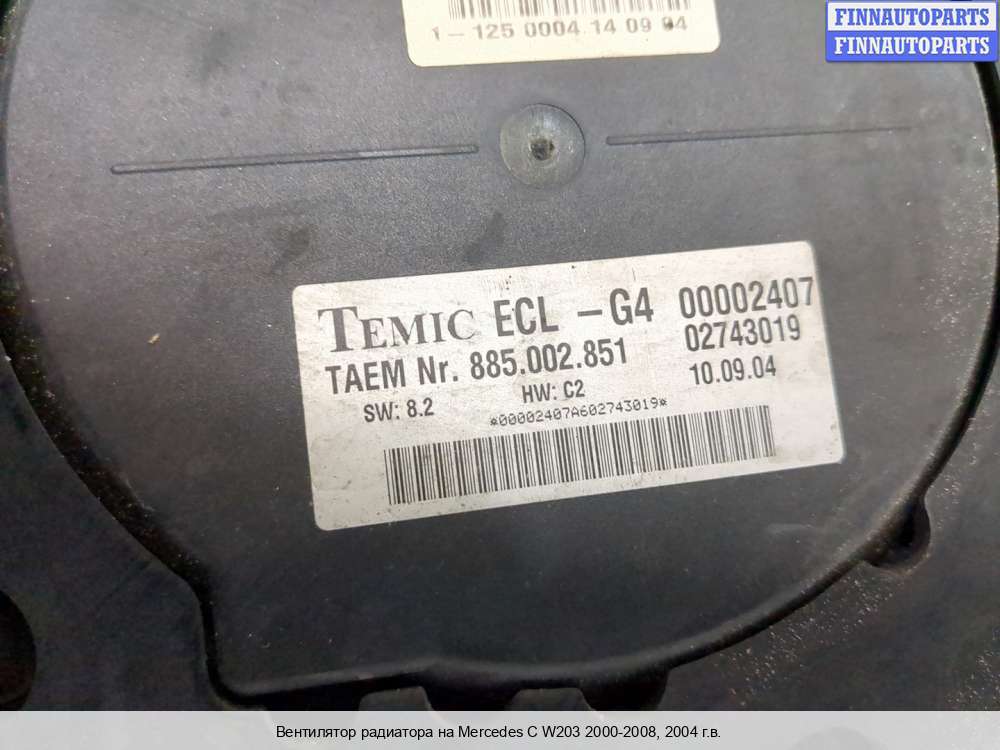 FINNAUTOPARTS
FINNAUTOPARTS
1-125 0004 14 09 94
TEMIC ECL -G4 00002407
TAEM Nr. 885.002.851 02743019
SW: 8.2 HW: C2 10.09.04
*00002407A602743019*
Вентилятор радиатора на Mercedes C W203 2000-2008, 2004 г.в.